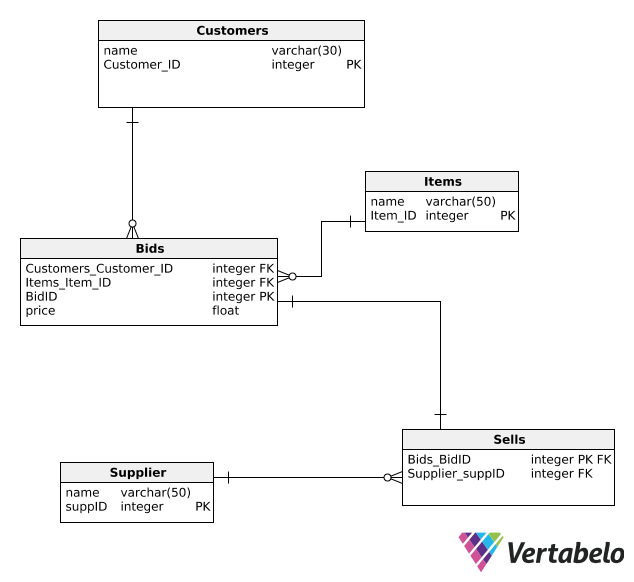 Customers
name varchar(30)
Customer_ID integer PK
Items
name varchar(50)
Item_ID integer PK
Bids
Customers_Customer_ID integer FK
Items_Item_ID integer FK
BidID integer PK
price float
Sells
Bids_BidID integer PK FK
Supplier_suppID integer FK
Supplier
name varchar(50)
suppID integer PK
Vertabelo